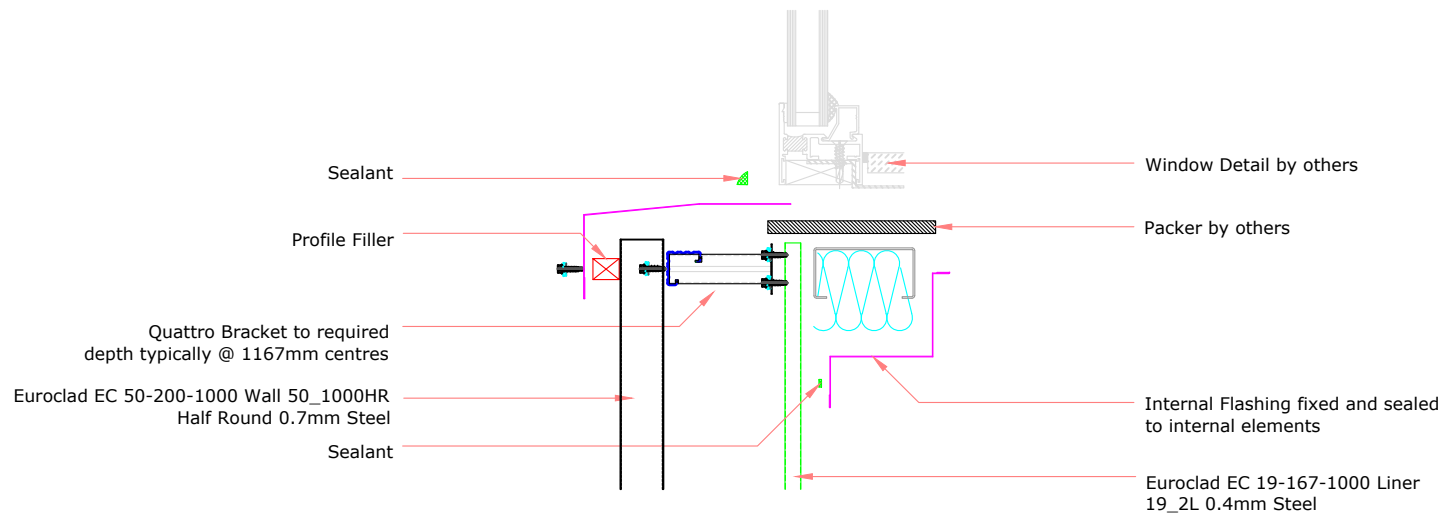 Sealant
Profile Filler
Quattro Bracket to required
depth typically @ 1167mm centres
Euroclad EC 50-200-1000 Wall 50_1000HR
Half Round 0.7mm Steel
Sealant
Window Detail by others
Packer by others
Internal Flashing fixed and sealed
to internal elements
Euroclad EC 19-167-1000 Liner
19_2L 0.4mm Steel